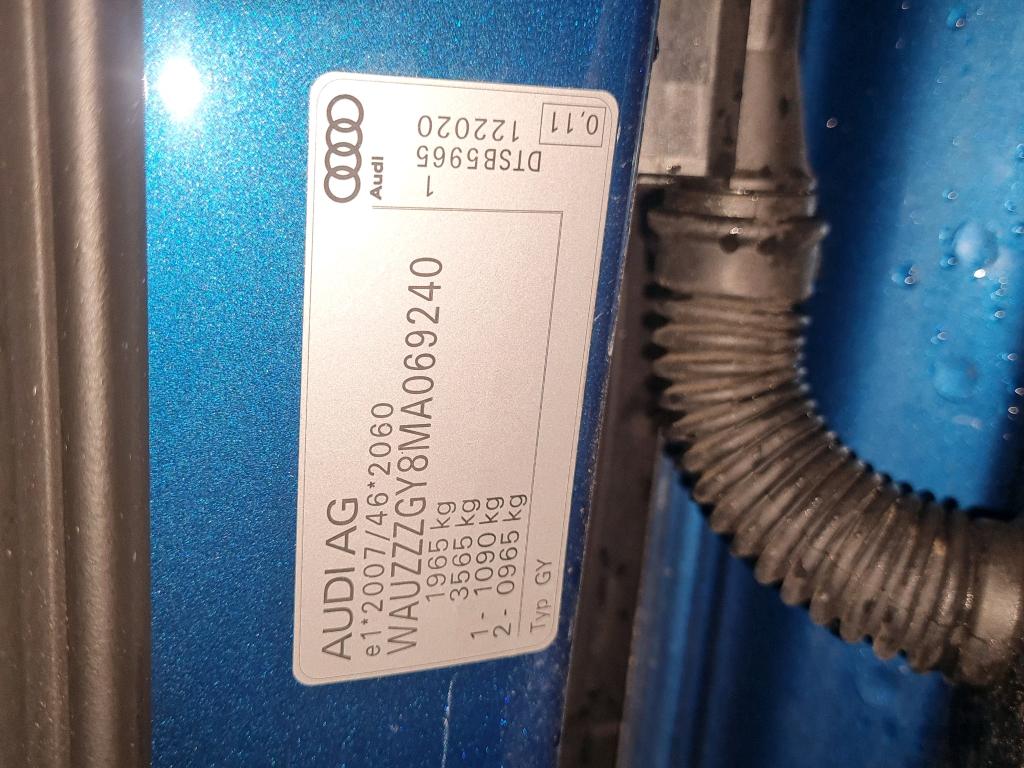 AUDI AG
e1*2007/46*2060
WAUZZZGY8MA069240
1965 kg
3565 kg
1 - 1090 kg
2 - 0965 kg
Typ GY
Audi
1
DTSB5965
122020
0,11